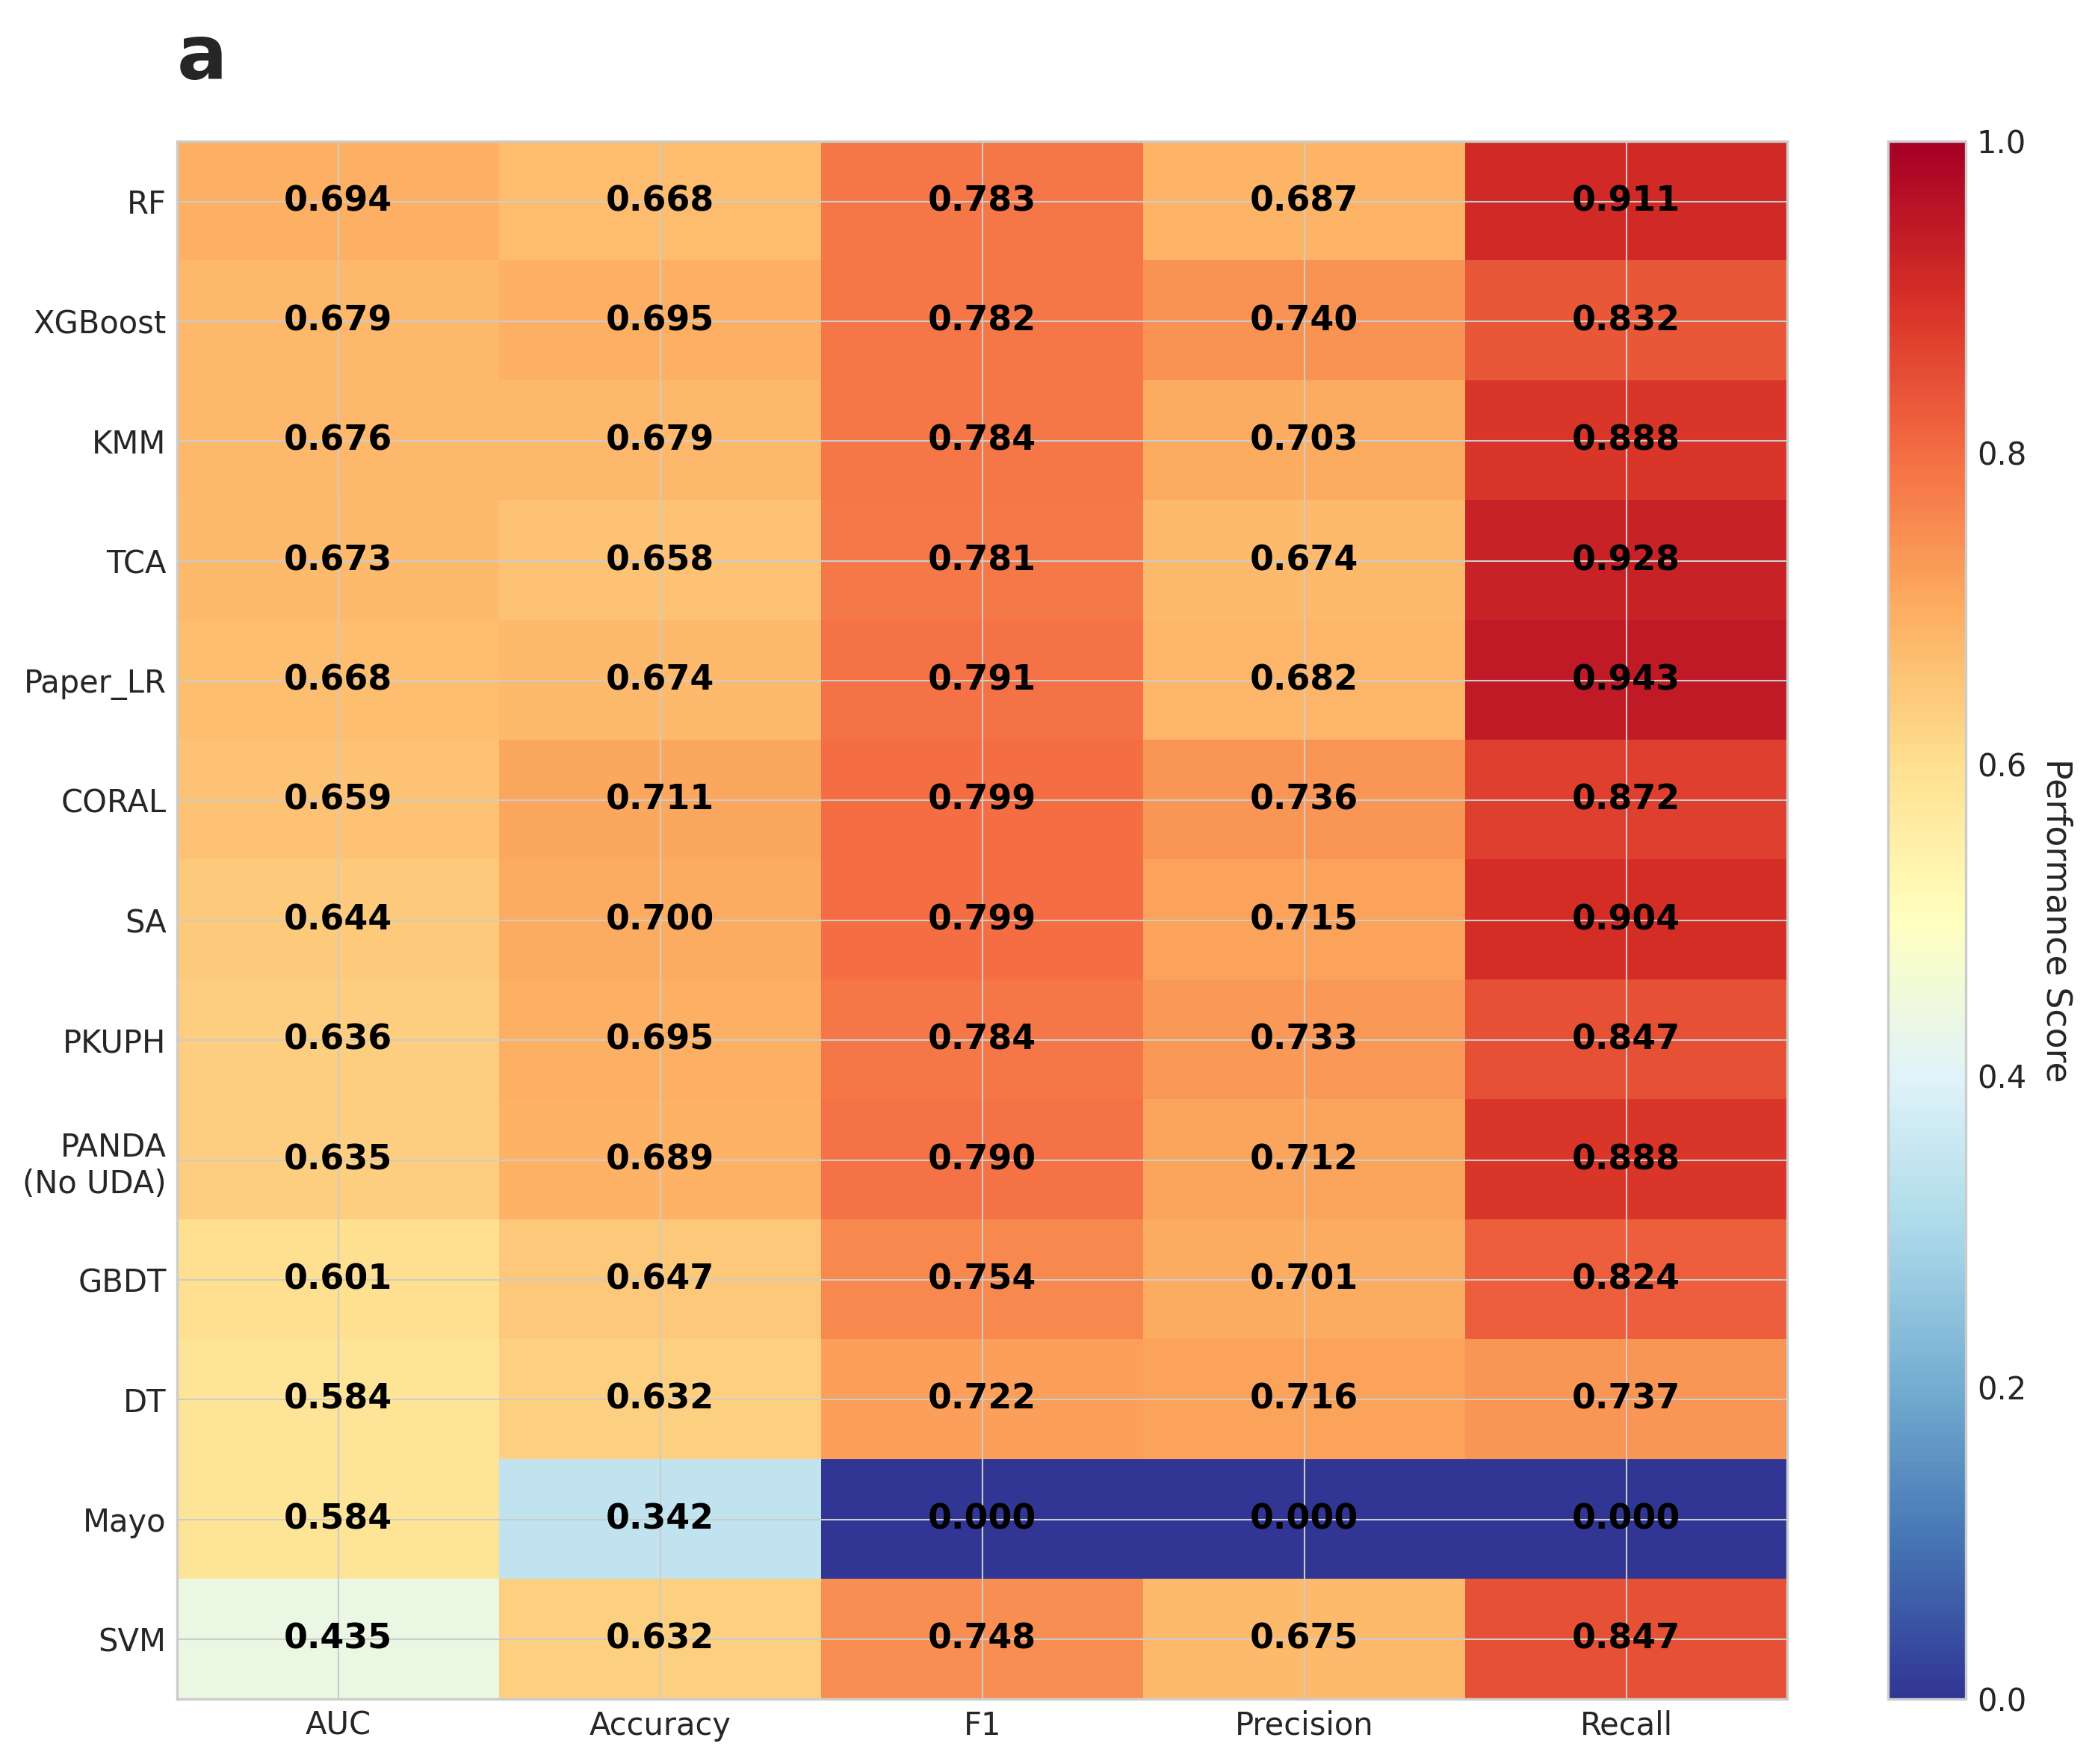 a
RF 0.694 0.668 0.783 0.687 0.911
XGBoost 0.679 0.695 0.782 0.740 0.832
KMM 0.676 0.679 0.784 0.703 0.888
TCA 0.673 0.658 0.781 0.674 0.928
Paper_LR 0.668 0.674 0.791 0.682 0.943
CORAL 0.659 0.711 0.799 0.736 0.872
SA 0.644 0.700 0.799 0.715 0.904
PKUPH 0.636 0.695 0.784 0.733 0.847
PANDA
(No UDA) 0.635 0.689 0.790 0.712 0.888
GBDT 0.601 0.647 0.754 0.701 0.824
DT 0.584 0.632 0.722 0.716 0.737
Mayo 0.584 0.342 0.000 0.000 0.000
SVM 0.435 0.632 0.748 0.675 0.847
AUC Accuracy F1 Precision Recall
1.0
0.8
0.6
0.4
0.2
0.0
Performance Score